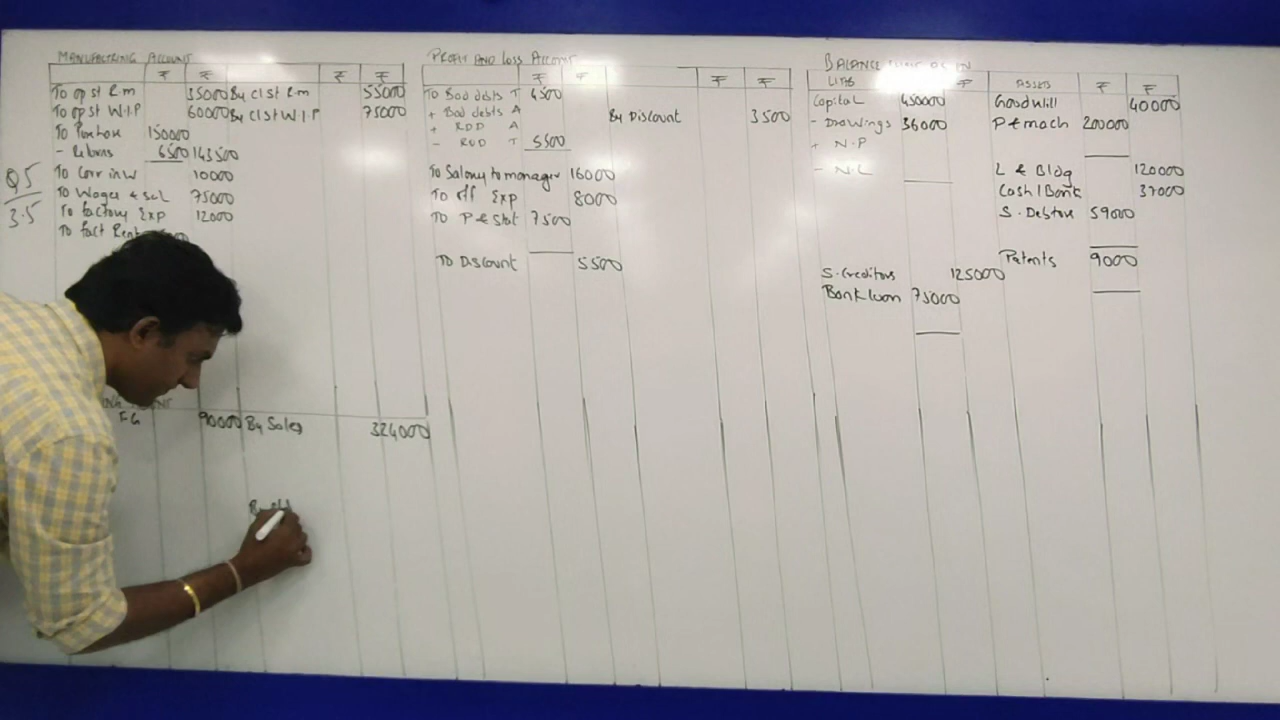 Q5
3.5
MANUFACTRING ACCOUNT
₹ ₹ ₹ ₹
To op st R.m 35000 By cl st R.m 55000
To op st W.I.P 60000 By cl st W.I.P 75000
To Purchase 150000
- Returns 6500 143500
To Carr inw 10000
To Wages & sal 75000
To factory Exp 12000
To fact Rent
F.G 90000 By Sales 324000
PROFIT AND LOSS ACCOUNT
₹ ₹ ₹ ₹
To Bad debts T 4500
+ Bad debts A By Discount 3500
+ RDD A
- RDD T 5500
To Salary to manager 16000
To off Exp 8000
To P & Stat 7500
To Discount 5500
BALANCE IN
LIAB ₹ ASSETS ₹ ₹
Capital 450000 Goodwill 40000
- Drawings 36000 P & mach 200000
+ N.P
- N.L L & Bldg 120000
Cash / Bank 37000
S. Debtors 59000
Patents 9000
S. Creditors 125000
Bank loan 75000